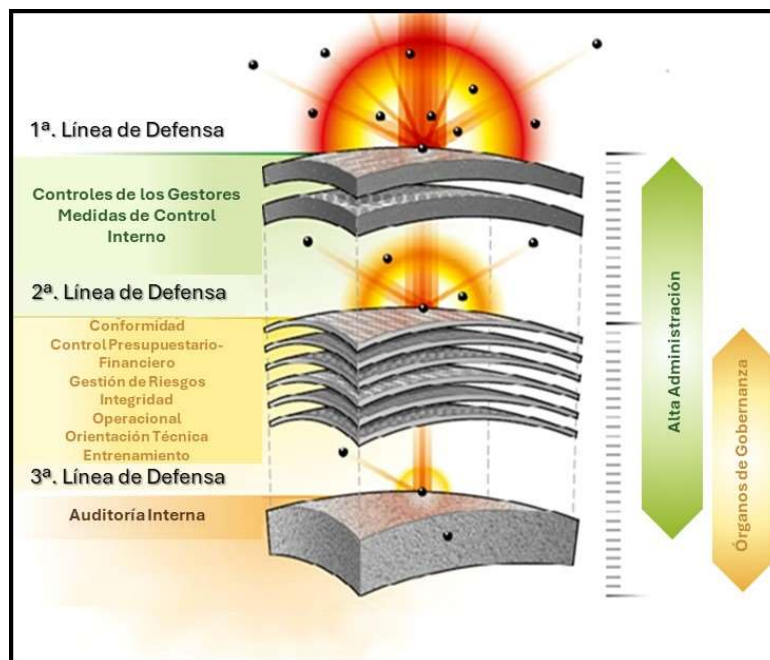 1ª. Línea de Defensa
Controles de los Gestores
Medidas de Control
Interno
2ª. Línea de Defensa
Conformidad
Control Presupuestario-
Financiero
Gestión de Riesgos
Integridad
Operacional
Orientación Técnica
Entrenamiento
3ª. Línea de Defensa
Auditoría Interna
Alta Administración
Órganos de Gobernanza